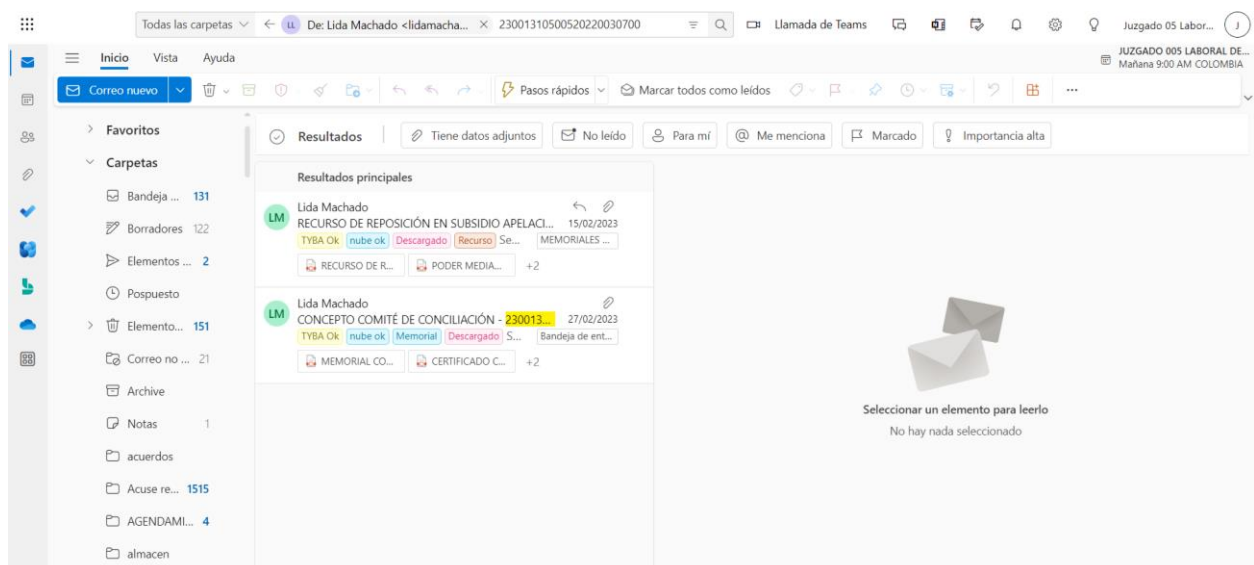 Todas las carpetas
LL De: Lida Machado <lidamacha... 23001310500520220030700
Llamada de Teams
Juzgado 05 Labor... J
Inicio Vista Ayuda
JUZGADO 005 LABORAL DE...
Mañana 9:00 AM COLOMBIA
Correo nuevo
Pasos rápidos
Marcar todos como leídos
...
Favoritos
Carpetas
Bandeja ... 131
Borradores 122
Elementos ... 2
Pospuesto
Elemento... 151
Correo no ... 21
Archive
Notas 1
acuerdos
Acuse re... 1515
AGENDAMI... 4
almacen
Resultados
Tiene datos adjuntos
No leído
Para mí
Me menciona
Marcado
Importancia alta
Resultados principales
LM
Lida Machado
RECURSO DE REPOSICIÓN EN SUBSIDIO APELACI... 15/02/2023
TYBA Ok nube ok Descargado Recurso Se... MEMORIALES ...
RECURSO DE R... PODER MEDIA... +2
LM
Lida Machado
CONCEPTO COMITÉ DE CONCILIACIÓN - 230013... 27/02/2023
TYBA Ok nube ok Memorial Descargado S... Bandeja de ent...
MEMORIAL CO... CERTIFICADO C... +2
Seleccionar un elemento para leerlo
No hay nada seleccionado